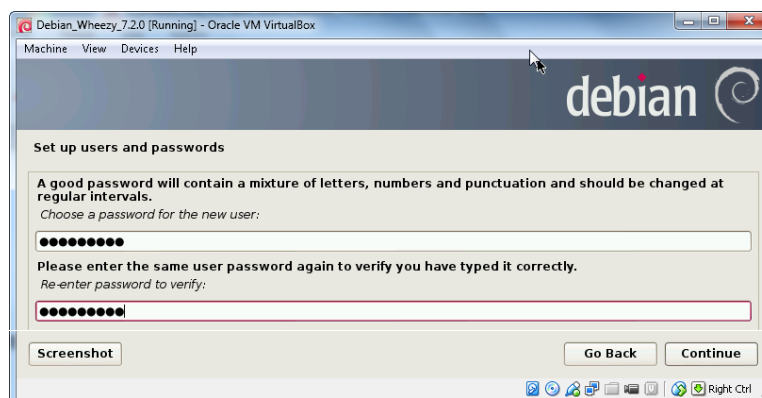 Debian_Wheezy_7.2.0 [Running] - Oracle VM VirtualBox
Machine View Devices Help
debian
Set up users and passwords
A good password will contain a mixture of letters, numbers and punctuation and should be changed at
regular intervals.
Choose a password for the new user:
●●●●●●●●●
Please enter the same user password again to verify you have typed it correctly.
Re-enter password to verify:
●●●●●●●●●
Screenshot Go Back Continue
Right Ctrl